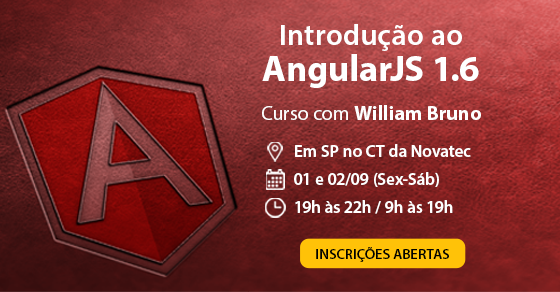 Introdução ao
AngularJS 1.6
Curso com William Bruno
Em SP no CT da Novatec
01 e 02/09 (Sex-Sáb)
19h às 22h / 9h às 19h
INSCRIÇÕES ABERTAS
A